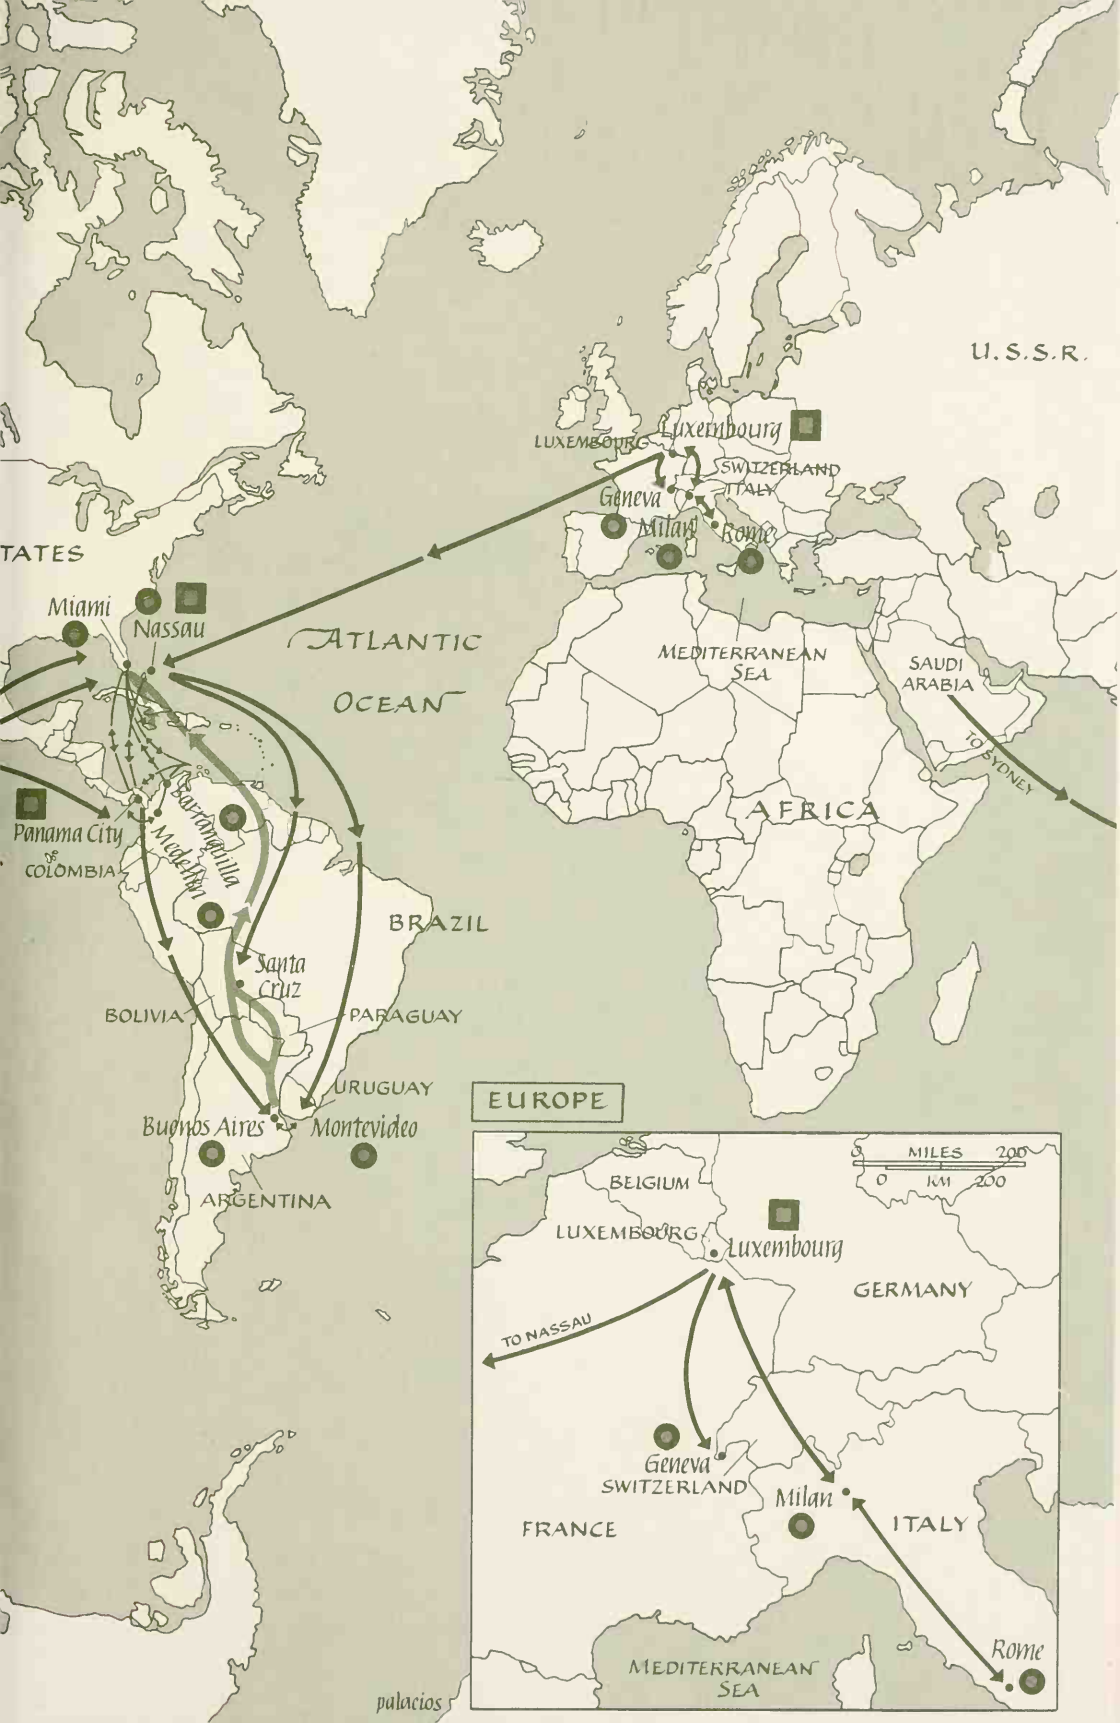 U.S.S.R.
LUXEMBOURG
Luxembourg
SWITZERLAND
ITALY
Geneva
Milan
Rome
TATES
Miami
Nassau
ATLANTIC
OCEAN
MEDITERRANEAN
SEA
SAUDI
ARABIA
TO SYDNEY
AFRICA
Panama City
Barranquilla
Medellín
COLOMBIA
BRAZIL
Santa
Cruz
BOLIVIA
PARAGUAY
URUGUAY
Buenos Aires
Montevideo
ARGENTINA
EUROPE
0 MILES 200
0 KM 200
BELGIUM
LUXEMBOURG
Luxembourg
GERMANY
TO NASSAU
Geneva
SWITZERLAND
Milan
FRANCE
ITALY
Rome
MEDITERRANEAN
SEA
palacios